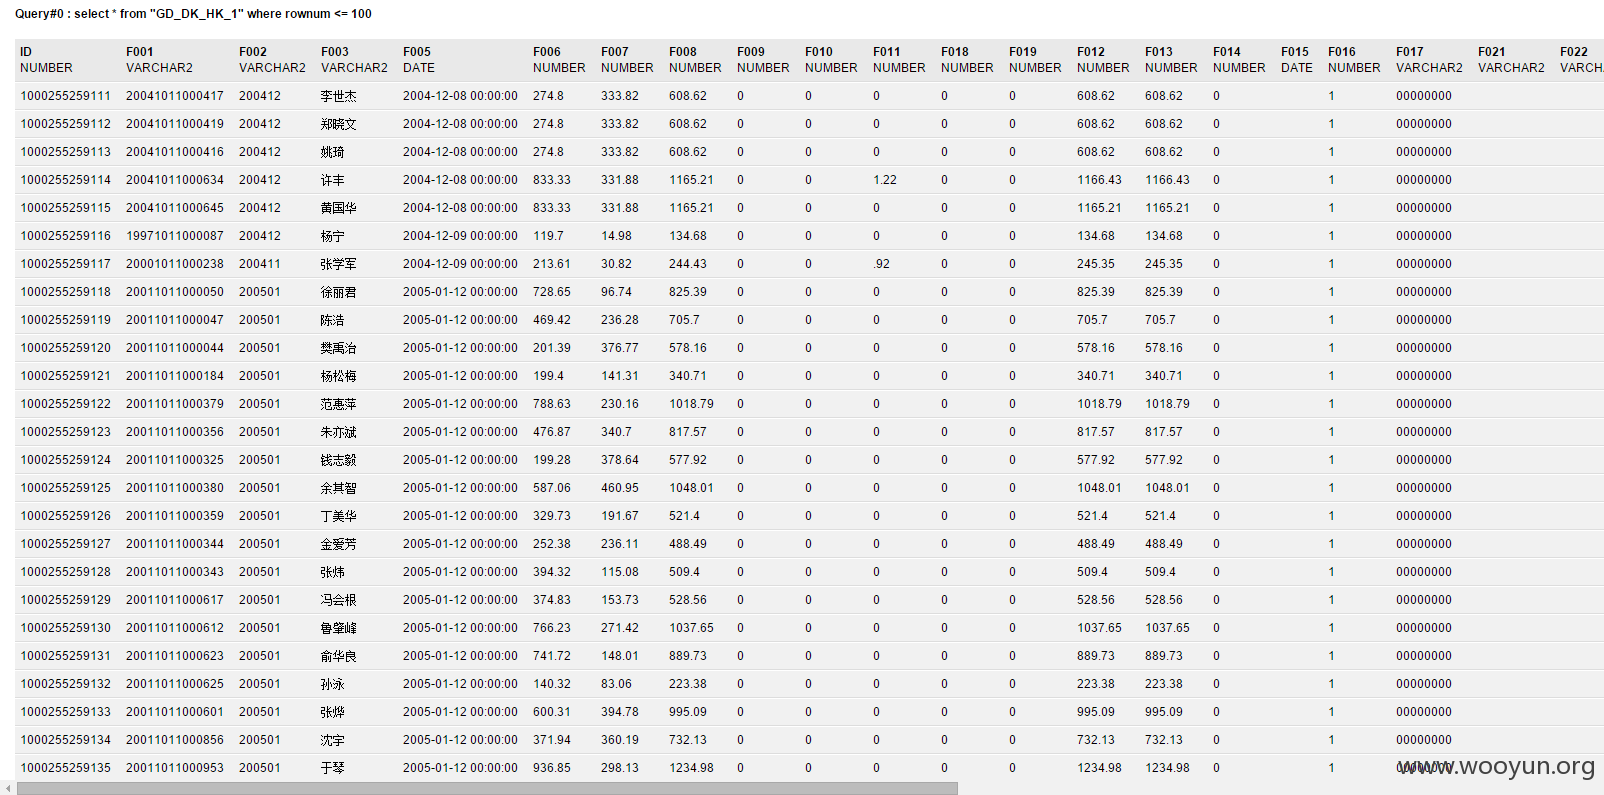 Query#0 : select * from "GD_DK_HK_1" where rownum <= 100
ID F001 F002 F003 F005 F006 F007 F008 F009 F010 F011 F018 F019 F012 F013 F014 F015 F016 F017 F021 F022
NUMBER VARCHAR2 VARCHAR2 VARCHAR2 DATE NUMBER NUMBER NUMBER NUMBER NUMBER NUMBER NUMBER NUMBER NUMBER NUMBER NUMBER DATE NUMBER VARCHAR2 VARCHAR2 VARCH
1000255259111 20041011000417 200412 李世杰 2004-12-08 00:00:00 274.8 333.82 608.62 0 0 0 0 0 608.62 608.62 0 1 00000000
1000255259112 20041011000419 200412 郑晓文 2004-12-08 00:00:00 274.8 333.82 608.62 0 0 0 0 0 608.62 608.62 0 1 00000000
1000255259113 20041011000416 200412 姚琦 2004-12-08 00:00:00 274.8 333.82 608.62 0 0 0 0 0 608.62 608.62 0 1 00000000
1000255259114 20041011000634 200412 许丰 2004-12-08 00:00:00 833.33 331.88 1165.21 0 0 1.22 0 0 1166.43 1166.43 0 1 00000000
1000255259115 20041011000645 200412 黄国华 2004-12-08 00:00:00 833.33 331.88 1165.21 0 0 0 0 0 1165.21 1165.21 0 1 00000000
1000255259116 19971011000087 200412 杨宁 2004-12-09 00:00:00 119.7 14.98 134.68 0 0 0 0 0 134.68 134.68 0 1 00000000
1000255259117 20001011000238 200411 张学军 2004-12-09 00:00:00 213.61 30.82 244.43 0 0 .92 0 0 245.35 245.35 0 1 00000000
1000255259118 20011011000050 200501 徐丽君 2005-01-12 00:00:00 728.65 96.74 825.39 0 0 0 0 0 825.39 825.39 0 1 00000000
1000255259119 20011011000047 200501 陈浩 2005-01-12 00:00:00 469.42 236.28 705.7 0 0 0 0 0 705.7 705.7 0 1 00000000
1000255259120 20011011000044 200501 樊禹治 2005-01-12 00:00:00 201.39 376.77 578.16 0 0 0 0 0 578.16 578.16 0 1 00000000
1000255259121 20011011000184 200501 杨松梅 2005-01-12 00:00:00 199.4 141.31 340.71 0 0 0 0 0 340.71 340.71 0 1 00000000
1000255259122 20011011000379 200501 范惠萍 2005-01-12 00:00:00 788.63 230.16 1018.79 0 0 0 0 0 1018.79 1018.79 0 1 00000000
1000255259123 20011011000356 200501 朱亦斌 2005-01-12 00:00:00 476.87 340.7 817.57 0 0 0 0 0 817.57 817.57 0 1 00000000
1000255259124 20011011000325 200501 钱志毅 2005-01-12 00:00:00 199.28 378.64 577.92 0 0 0 0 0 577.92 577.92 0 1 00000000
1000255259125 20011011000380 200501 余其智 2005-01-12 00:00:00 587.06 460.95 1048.01 0 0 0 0 0 1048.01 1048.01 0 1 00000000
1000255259126 20011011000359 200501 丁美华 2005-01-12 00:00:00 329.73 191.67 521.4 0 0 0 0 0 521.4 521.4 0 1 00000000
1000255259127 20011011000344 200501 金爱芳 2005-01-12 00:00:00 252.38 236.11 488.49 0 0 0 0 0 488.49 488.49 0 1 00000000
1000255259128 20011011000343 200501 张炜 2005-01-12 00:00:00 394.32 115.08 509.4 0 0 0 0 0 509.4 509.4 0 1 00000000
1000255259129 20011011000617 200501 冯会根 2005-01-12 00:00:00 374.83 153.73 528.56 0 0 0 0 0 528.56 528.56 0 1 00000000
1000255259130 20011011000612 200501 鲁肇峰 2005-01-12 00:00:00 766.23 271.42 1037.65 0 0 0 0 0 1037.65 1037.65 0 1 00000000
1000255259131 20011011000623 200501 俞华良 2005-01-12 00:00:00 741.72 148.01 889.73 0 0 0 0 0 889.73 889.73 0 1 00000000
1000255259132 20011011000625 200501 孙泳 2005-01-12 00:00:00 140.32 83.06 223.38 0 0 0 0 0 223.38 223.38 0 1 00000000
1000255259133 20011011000601 200501 张烨 2005-01-12 00:00:00 600.31 394.78 995.09 0 0 0 0 0 995.09 995.09 0 1 00000000
1000255259134 20011011000856 200501 沈宇 2005-01-12 00:00:00 371.94 360.19 732.13 0 0 0 0 0 732.13 732.13 0 1 00000000
1000255259135 20011011000953 200501 于琴 2005-01-12 00:00:00 936.85 298.13 1234.98 0 0 0 0 0 1234.98 1234.98 0 1 00000000
www.wooyun.org